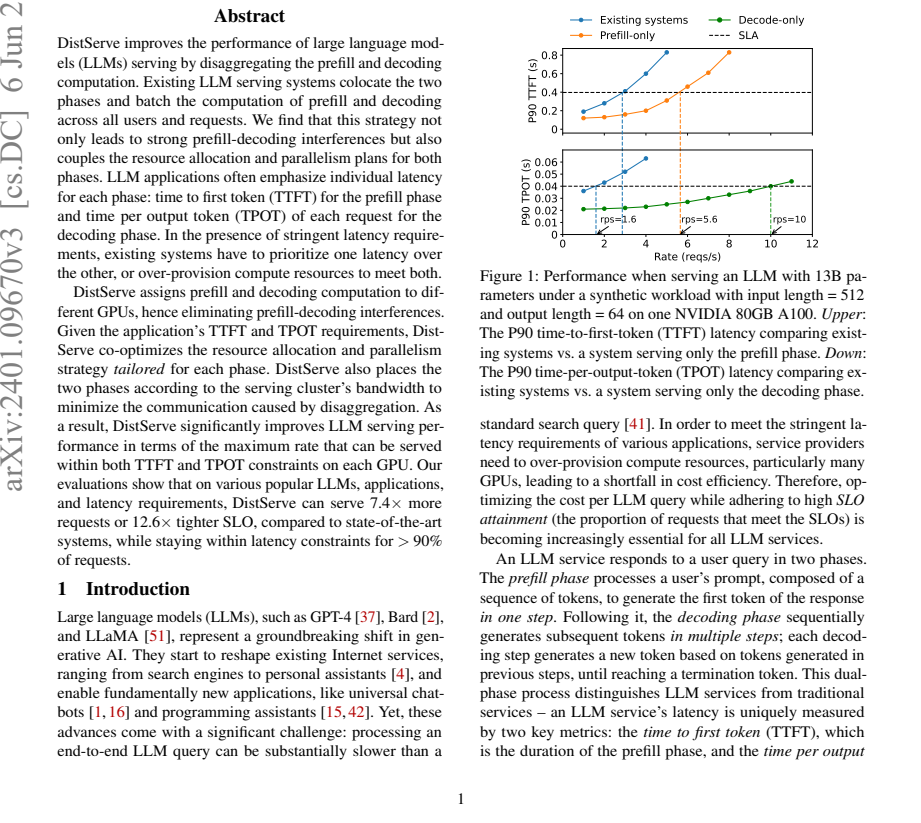 arXiv:2401.09670v3 [cs.DC] 6 Jun 2
Abstract
DistServe improves the performance of large language mod-
els (LLMs) serving by disaggregating the prefill and decoding
computation. Existing LLM serving systems colocate the two
phases and batch the computation of prefill and decoding
across all users and requests. We find that this strategy not
only leads to strong prefill-decoding interferences but also
couples the resource allocation and parallelism plans for both
phases. LLM applications often emphasize individual latency
for each phase: time to first token (TTFT) for the prefill phase
and time per output token (TPOT) of each request for the
decoding phase. In the presence of stringent latency require-
ments, existing systems have to prioritize one latency over
the other, or over-provision compute resources to meet both.
DistServe assigns prefill and decoding computation to dif-
ferent GPUs, hence eliminating prefill-decoding interferences.
Given the application's TTFT and TPOT requirements, Dist-
Serve co-optimizes the resource allocation and parallelism
strategy tailored for each phase. DistServe also places the
two phases according to the serving cluster's bandwidth to
minimize the communication caused by disaggregation. As
a result, DistServe significantly improves LLM serving per-
formance in terms of the maximum rate that can be served
within both TTFT and TPOT constraints on each GPU. Our
evaluations show that on various popular LLMs, applications,
and latency requirements, DistServe can serve 7.4× more
requests or 12.6× tighter SLO, compared to state-of-the-art
systems, while staying within latency constraints for > 90%
of requests.
1 Introduction
Large language models (LLMs), such as GPT-4 [37], Bard [2],
and LLaMA [51], represent a groundbreaking shift in gen-
erative AI. They start to reshape existing Internet services,
ranging from search engines to personal assistants [4], and
enable fundamentally new applications, like universal chat-
bots [1, 16] and programming assistants [15, 42]. Yet, these
advances come with a significant challenge: processing an
end-to-end LLM query can be substantially slower than a
Existing systems
Prefill-only
Decode-only
SLA
P90 TTFT (s)
0.8
0.6
0.4
0.2
0
P90 TPOT (s)
0.06
0.05
0.04
0.03
0.02
0.01
0
rps=1.6
rps=5.6
rps=10
0 2 4 6 8 10 12
Rate (reqs/s)
Figure 1: Performance when serving an LLM with 13B pa-
rameters under a synthetic workload with input length = 512
and output length = 64 on one NVIDIA 80GB A100. Upper:
The P90 time-to-first-token (TTFT) latency comparing exist-
ing systems vs. a system serving only the prefill phase. Down:
The P90 time-per-output-token (TPOT) latency comparing ex-
isting systems vs. a system serving only the decoding phase.
standard search query [41]. In order to meet the stringent la-
tency requirements of various applications, service providers
need to over-provision compute resources, particularly many
GPUs, leading to a shortfall in cost efficiency. Therefore, op-
timizing the cost per LLM query while adhering to high SLO
attainment (the proportion of requests that meet the SLOs) is
becoming increasingly essential for all LLM services.
An LLM service responds to a user query in two phases.
The prefill phase processes a user's prompt, composed of a
sequence of tokens, to generate the first token of the response
in one step. Following it, the decoding phase sequentially
generates subsequent tokens in multiple steps; each decod-
ing step generates a new token based on tokens generated in
previous steps, until reaching a termination token. This dual-
phase process distinguishes LLM services from traditional
services – an LLM service's latency is uniquely measured
by two key metrics: the time to first token (TTFT), which
is the duration of the prefill phase, and the time per output
1